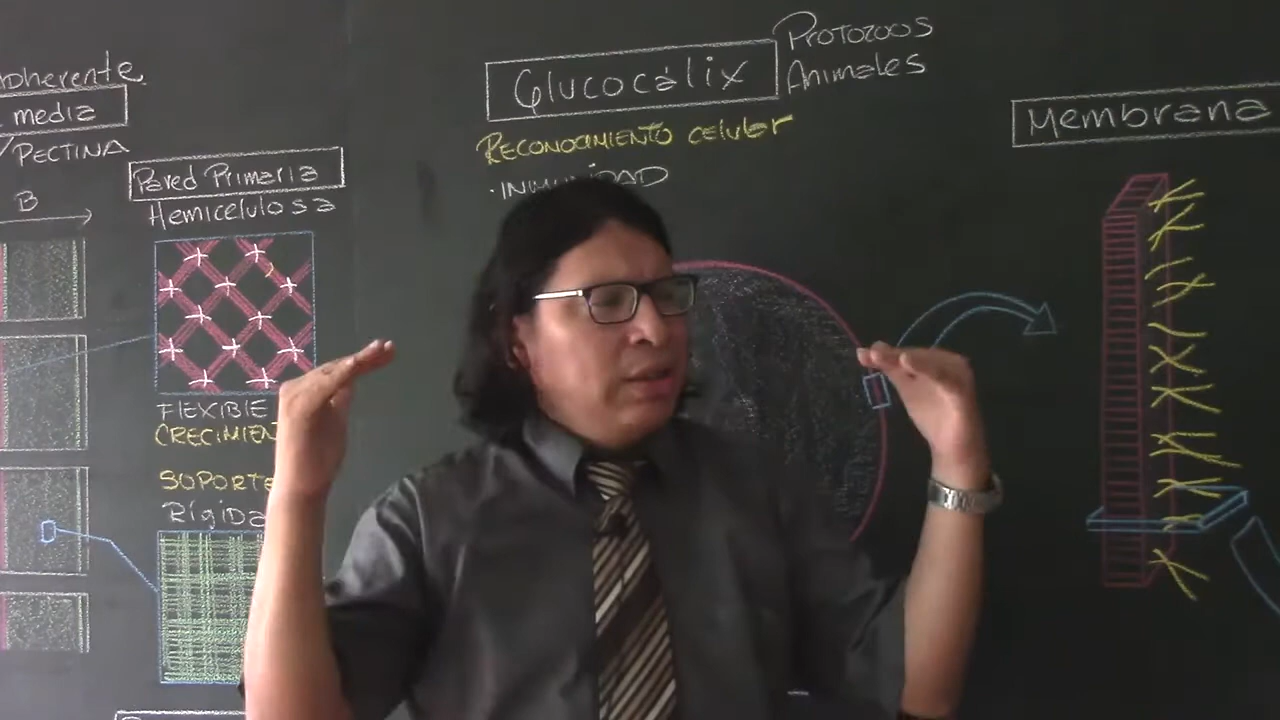 adherente
media
PECTINA
B
Pared Primaria
Hemicelulosa
FLEXIBLE
SOPORTE
Rígida
Glucocálix
Protozoos
Animales
Reconocimiento celular
Membrana